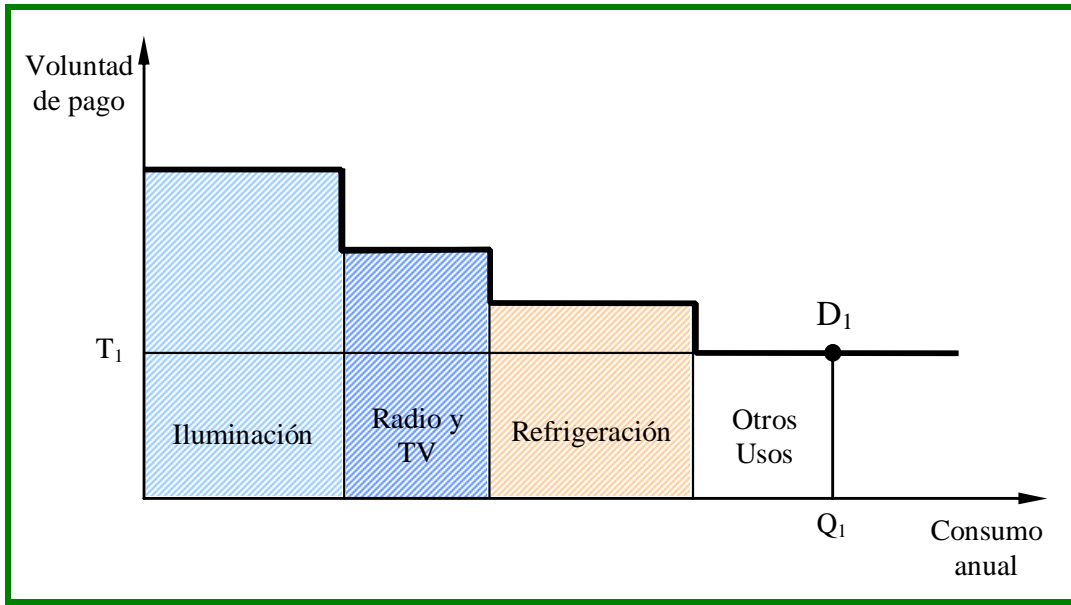 Voluntad
de pago
D₁
T₁
Iluminación
Radio y
TV
Refrigeración
Otros
Usos
Q₁
Consumo
anual